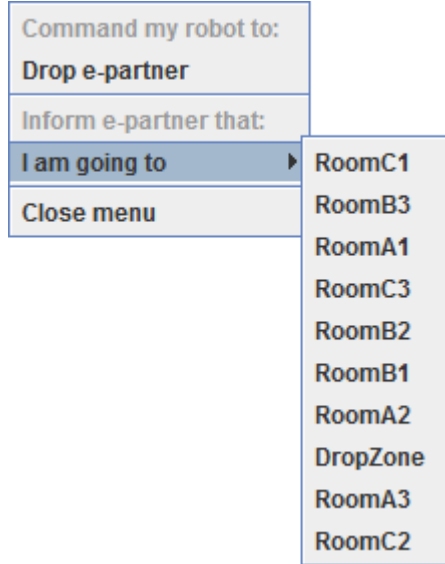 Command my robot to:
Drop e-partner
Inform e-partner that:
I am going to
Close menu
RoomC1
RoomB3
RoomA1
RoomC3
RoomB2
RoomB1
RoomA2
DropZone
RoomA3
RoomC2